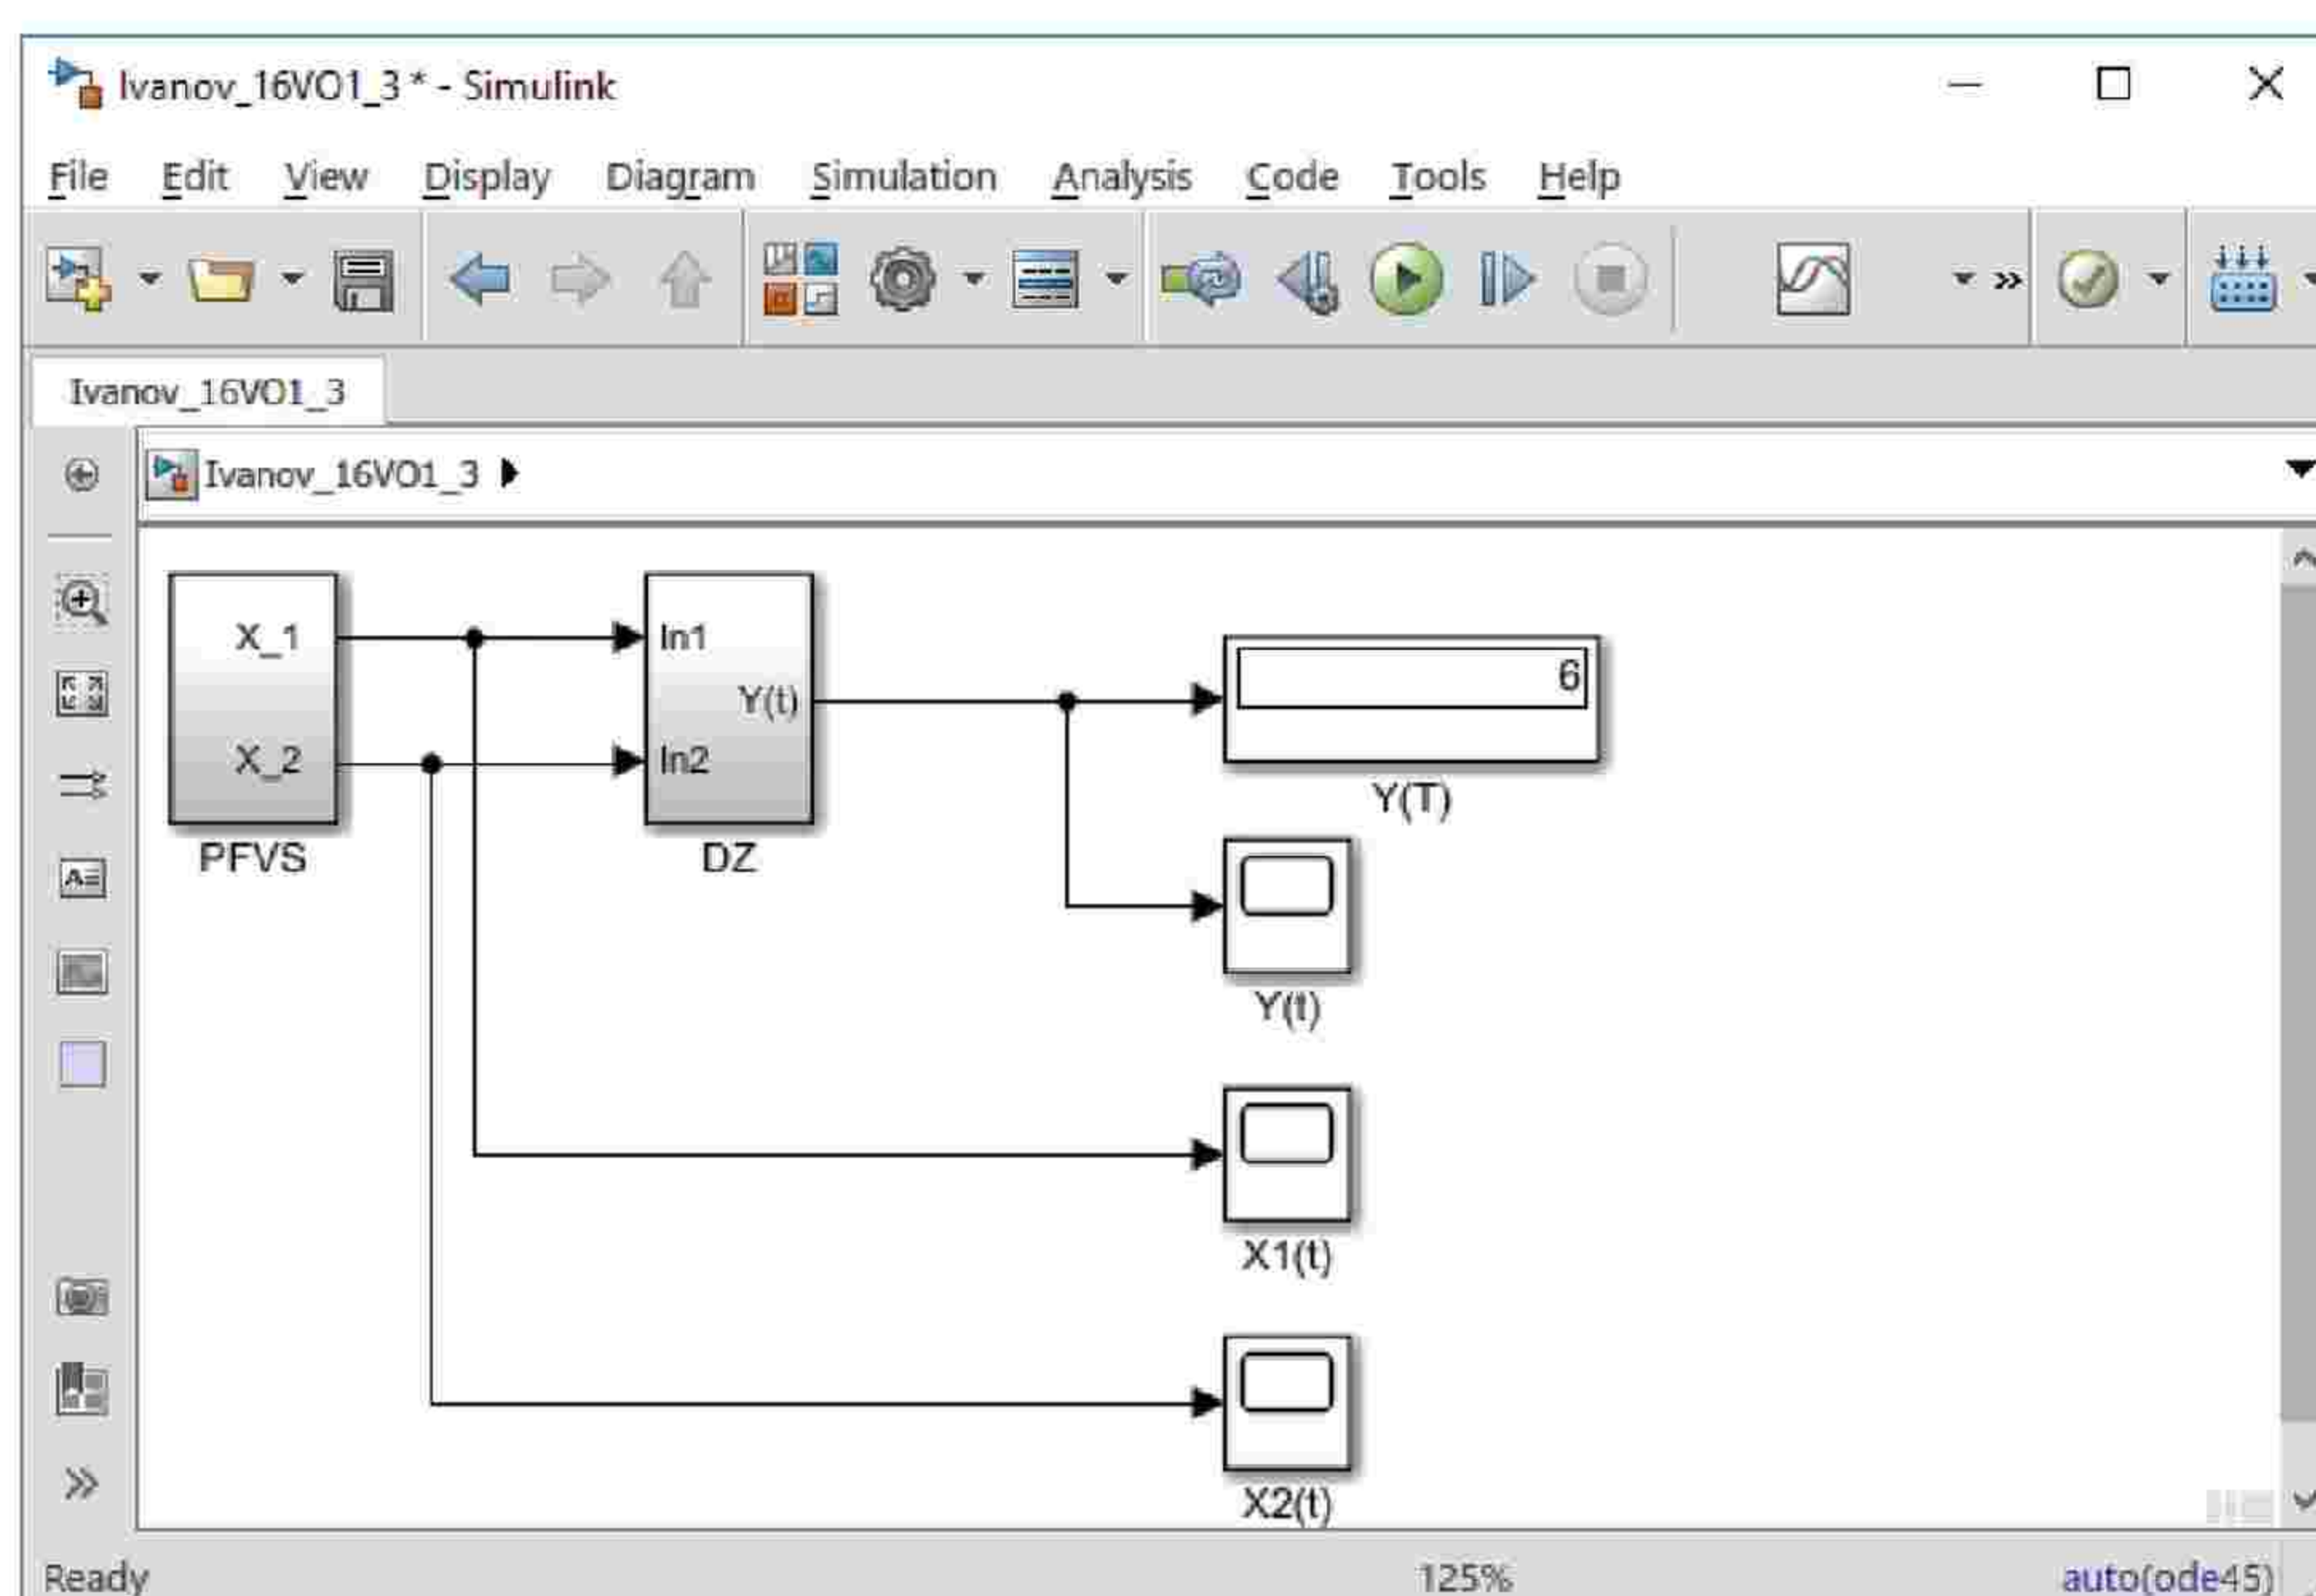 Ivanov_16VO1_3 * - Simulink
File Edit View Display Diagram Simulation Analysis Code Tools Help
Ivanov_16VO1_3
Ivanov_16VO1_3
X_1 In1
6
Y(t)
X_2 In2
Y(T)
PFVS DZ
Y(t)
X1(t)
X2(t)
Ready 125% auto(ode45)